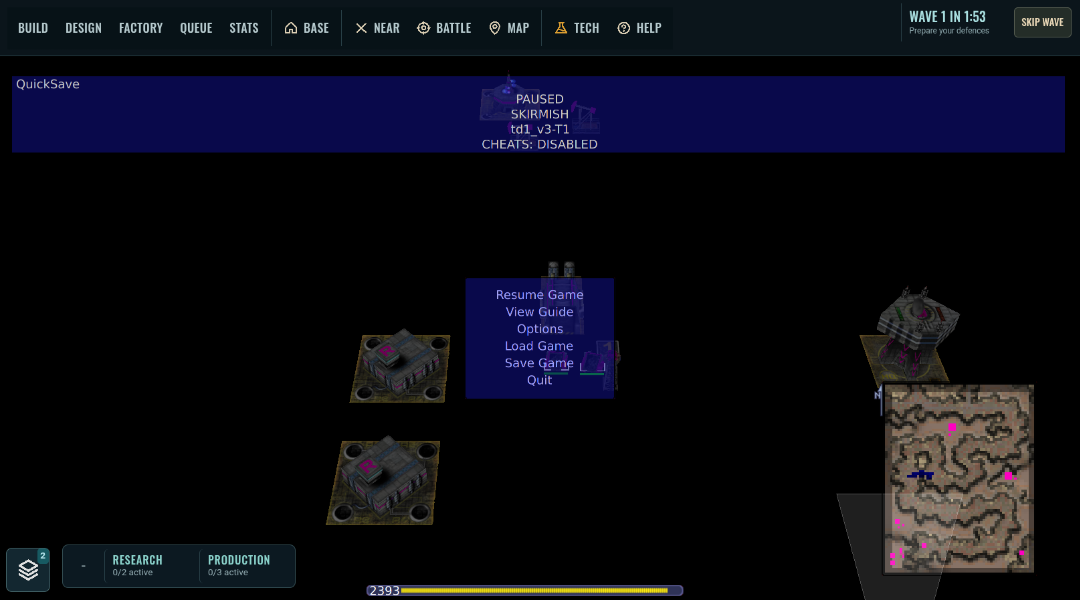 BUILD DESIGN FACTORY QUEUE STATS BASE NEAR BATTLE MAP TECH HELP
WAVE 1 IN 1:53
Prepare your defences
SKIP WAVE
QuickSave
PAUSED
SKIRMISH
td1_v3-T1
CHEATS: DISABLED
Resume Game
View Guide
Options
Load Game
Save Game
Quit
R
R
N
2
-
RESEARCH
0/2 active
PRODUCTION
0/3 active
2393